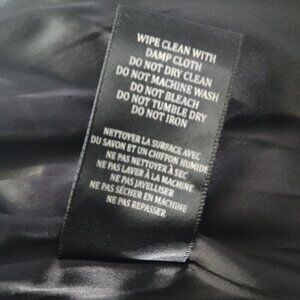 WIPE CLEAN WITH
DAMP CLOTH
DO NOT DRY CLEAN
DO NOT MACHINE WASH
DO NOT BLEACH
DO NOT TUMBLE DRY
DO NOT IRON
NETTOYER LA SURFACE AVEC
DU SAVON ET UN CHIFFON HUMIDE
NE PAS NETTOYER À SEC
NE PAS LAVER À LA MACHINE
NE PAS JAVELLISER
NE PAS SÉCHER EN MACHINE
NE PAS REPASSER